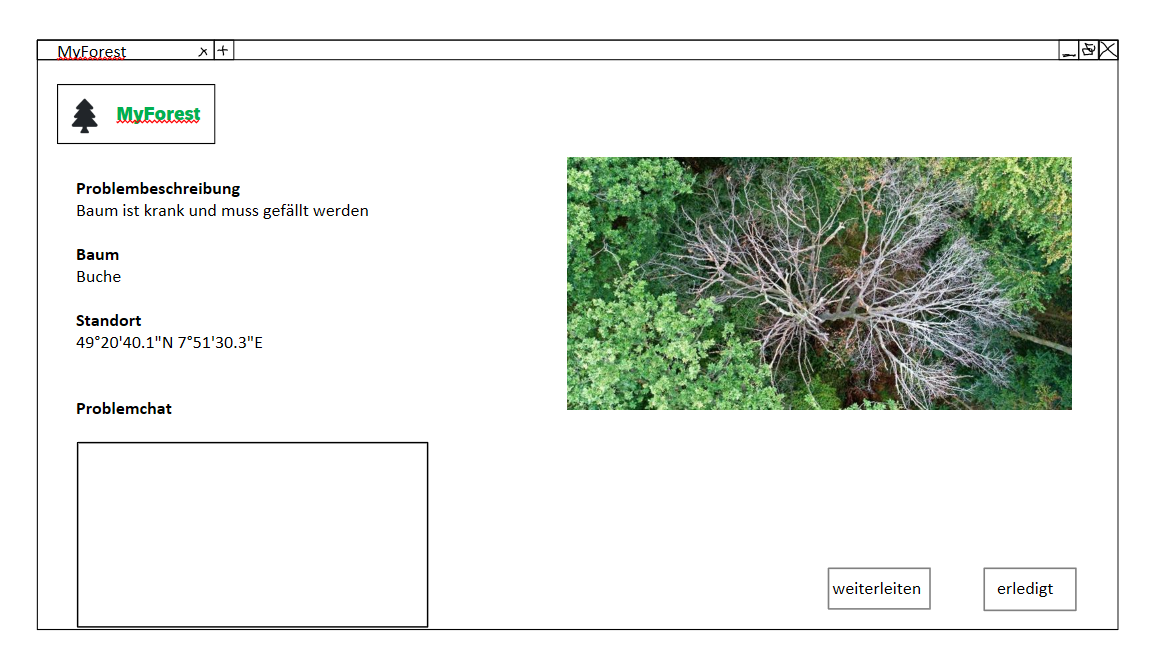 MyForest
MyForest
Problembeschreibung
Baum ist krank und muss gefällt werden
Baum
Buche
Standort
49°20'40.1"N 7°51'30.3"E
Problemchat
weiterleiten
erledigt